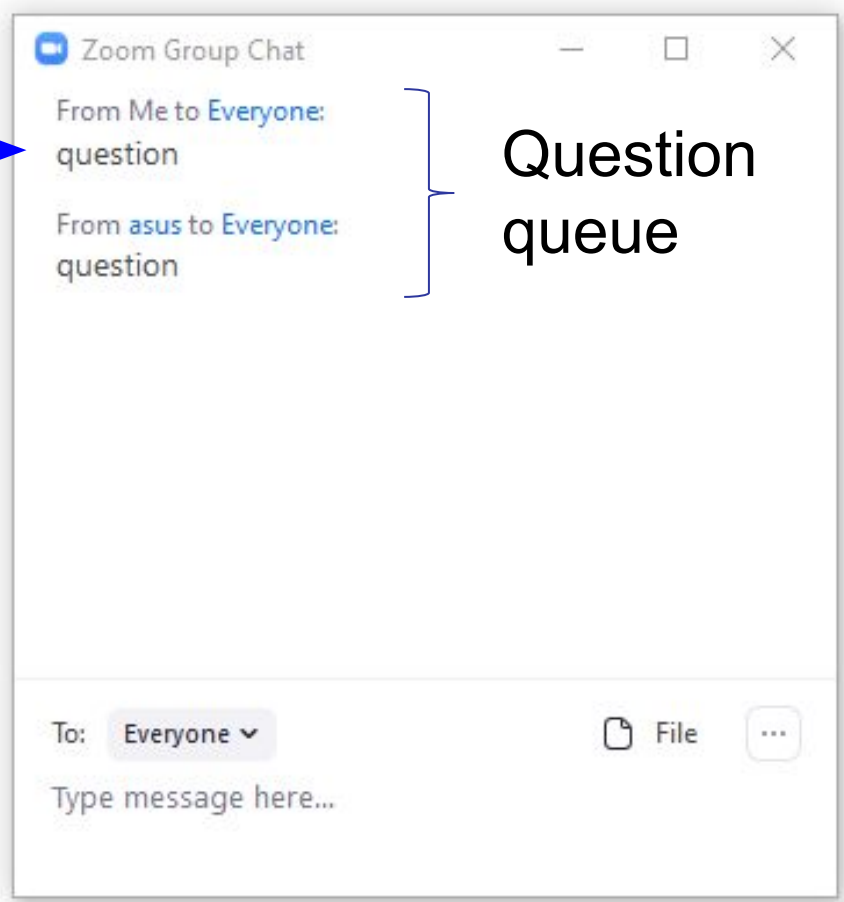 Zoom Group Chat
From Me to Everyone:
question
From asus to Everyone:
question
Question
queue
To: Everyone File ...
Type message here...